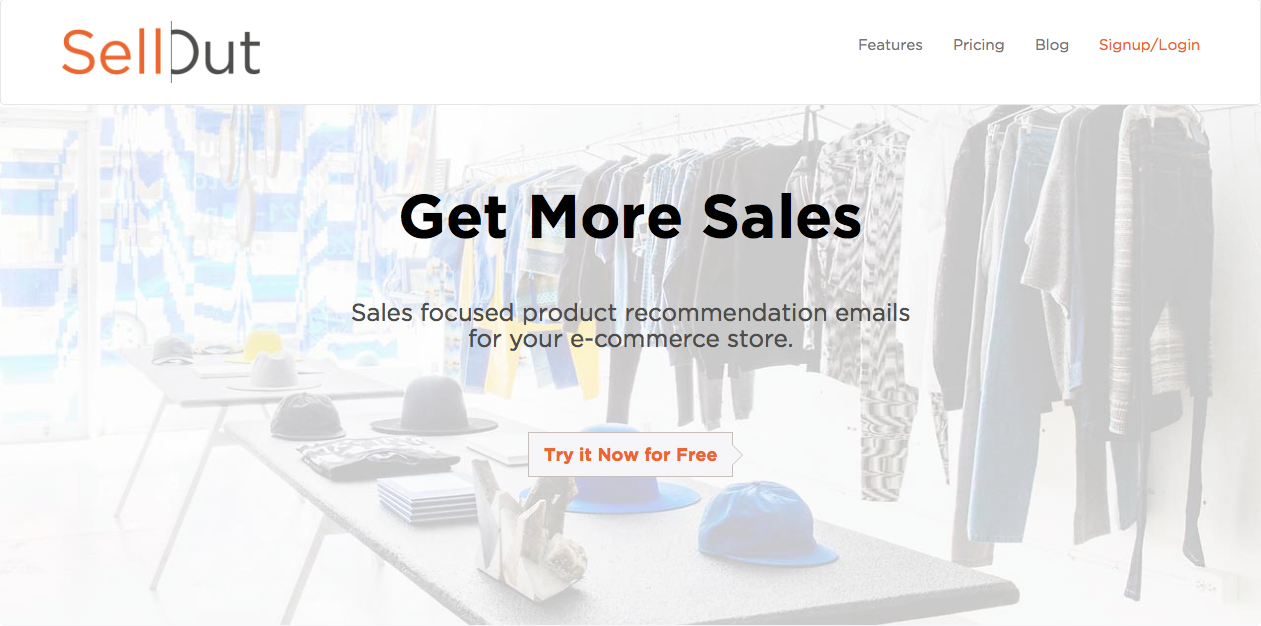 SellOut
Features
Pricing
Blog
Signup/Login
Get More Sales
Sales focused product recommendation emails
for your e-commerce store.
Try it Now for Free